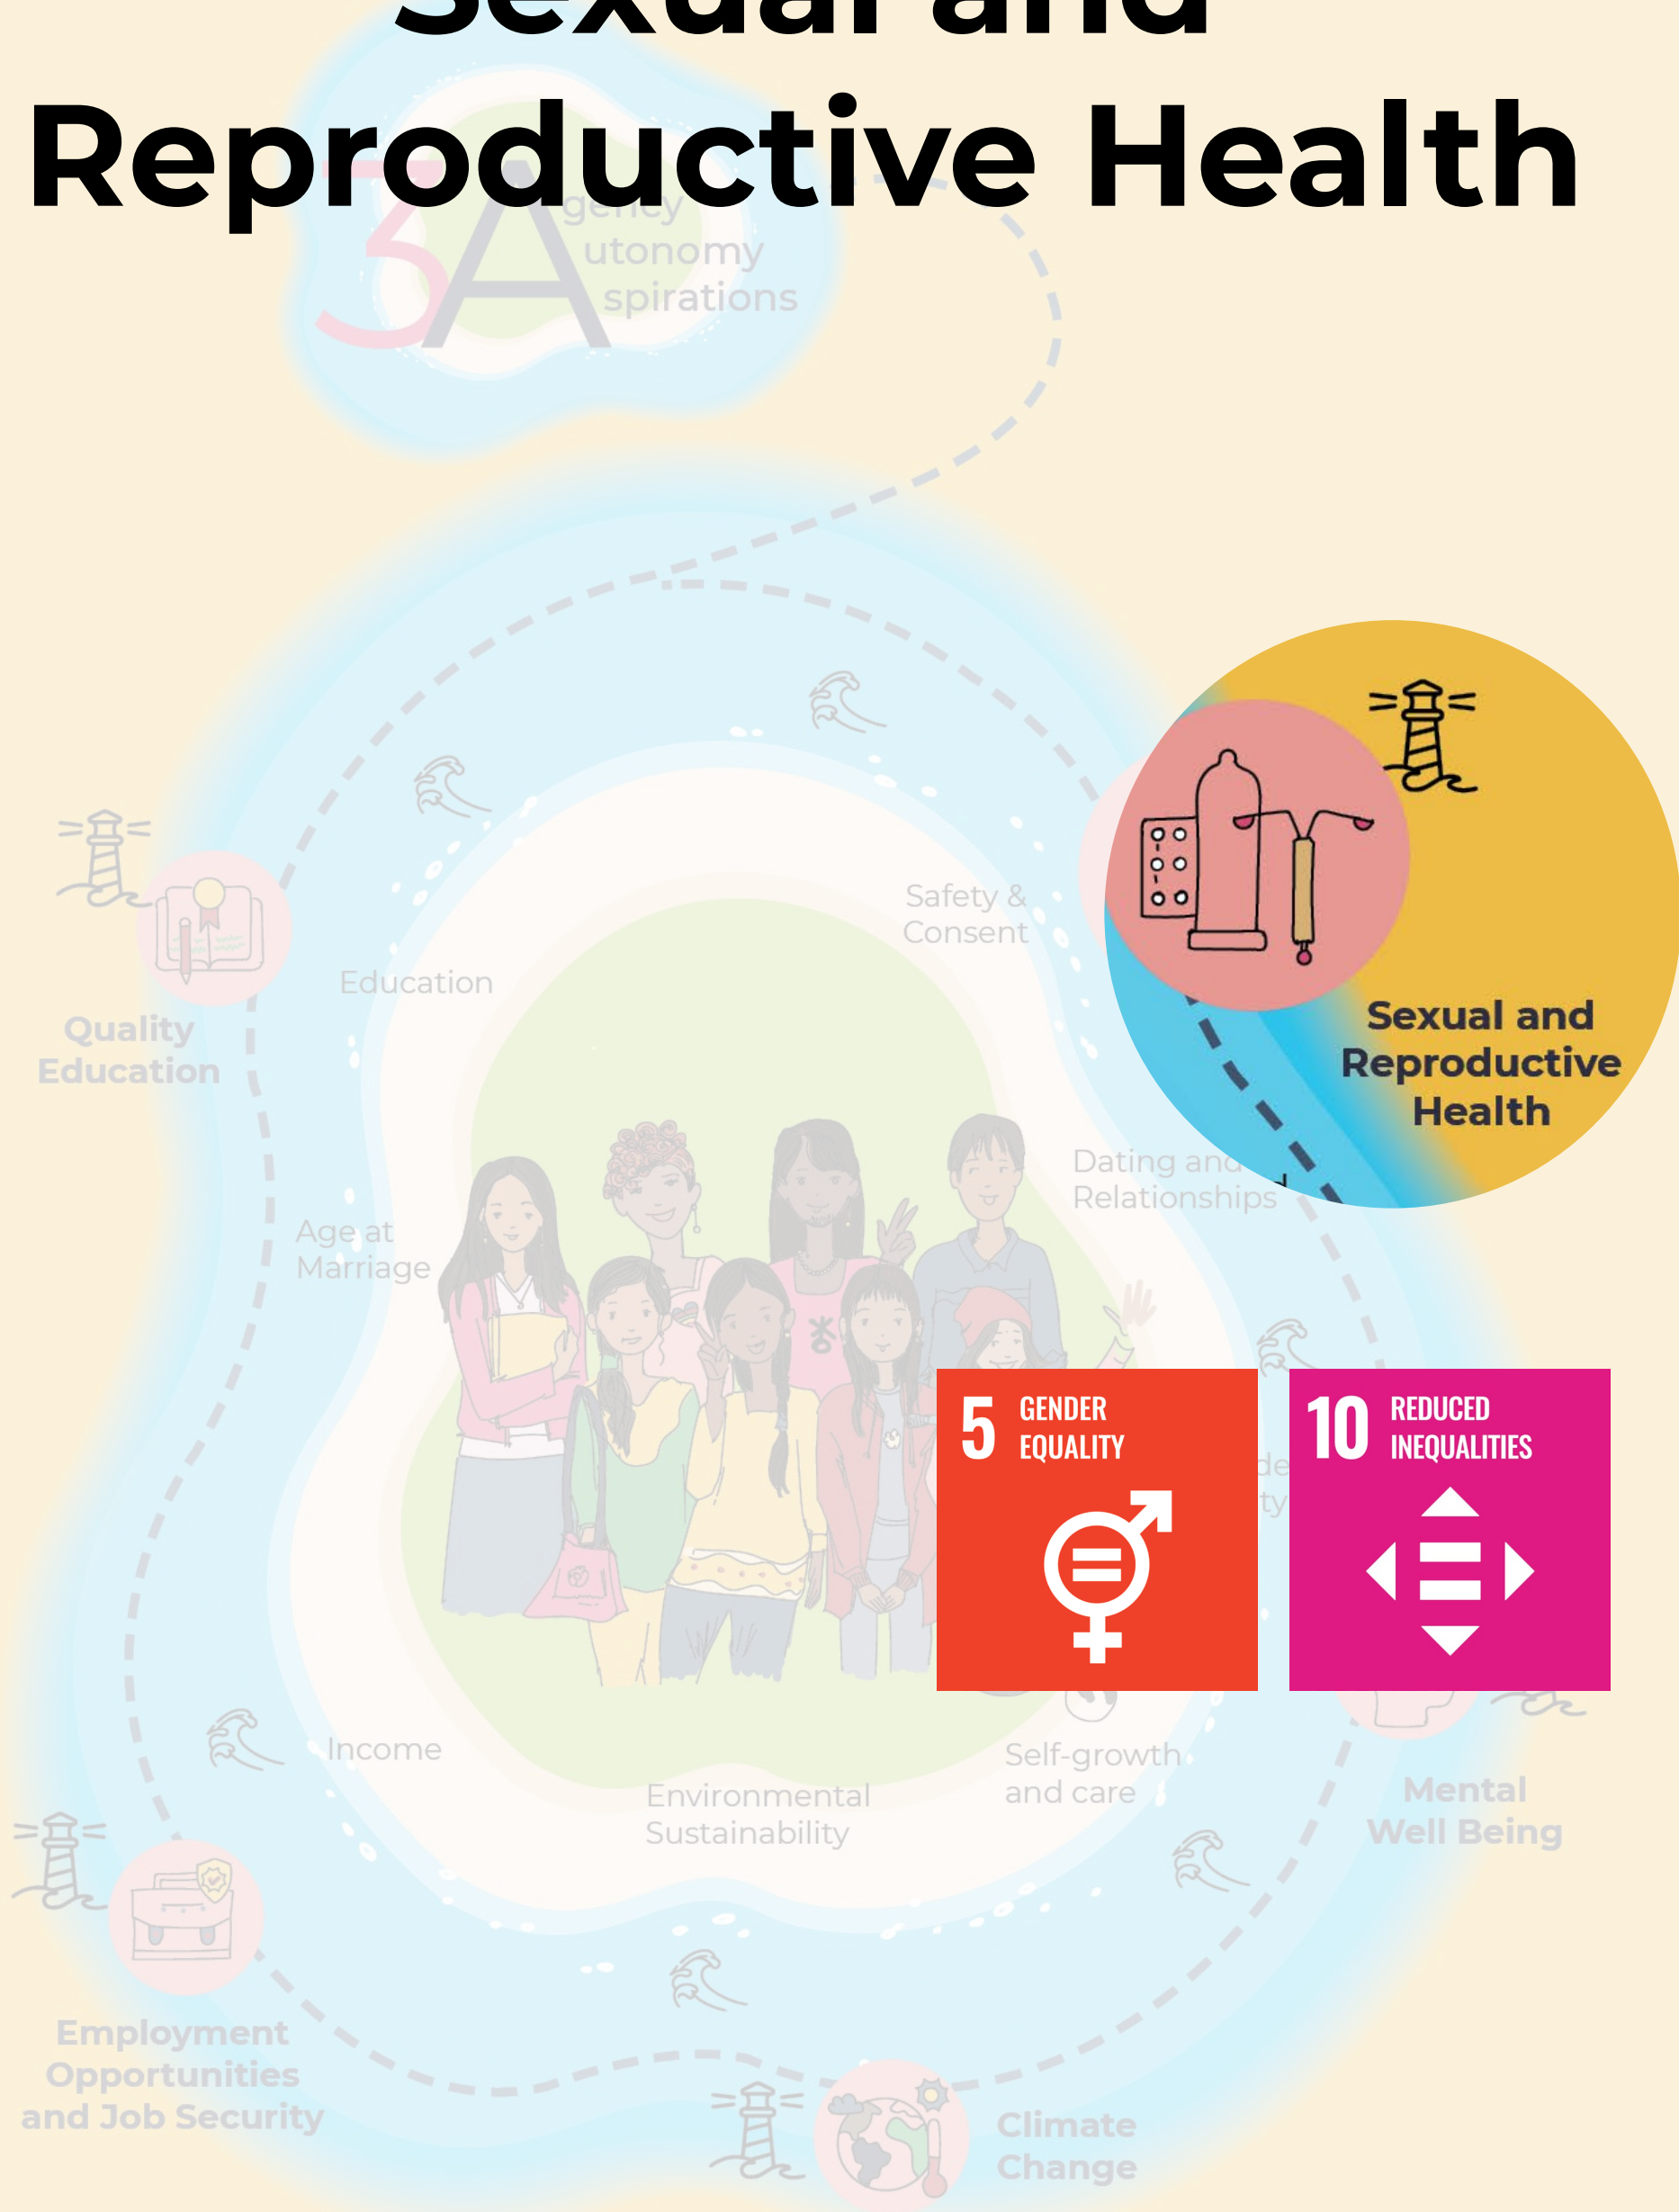 Sexual and
Reproductive Health
3A
gency
utonomy
spirations
Safety &
Consent
Education
Quality
Education
Sexual and
Reproductive
Health
Dating and
Relationships
Age at
Marriage
5 GENDER
EQUALITY
10 REDUCED
INEQUALITIES
Income
Self-growth
and care
Environmental
Sustainability
Mental
Well Being
Employment
Opportunities
and Job Security
Climate
Change